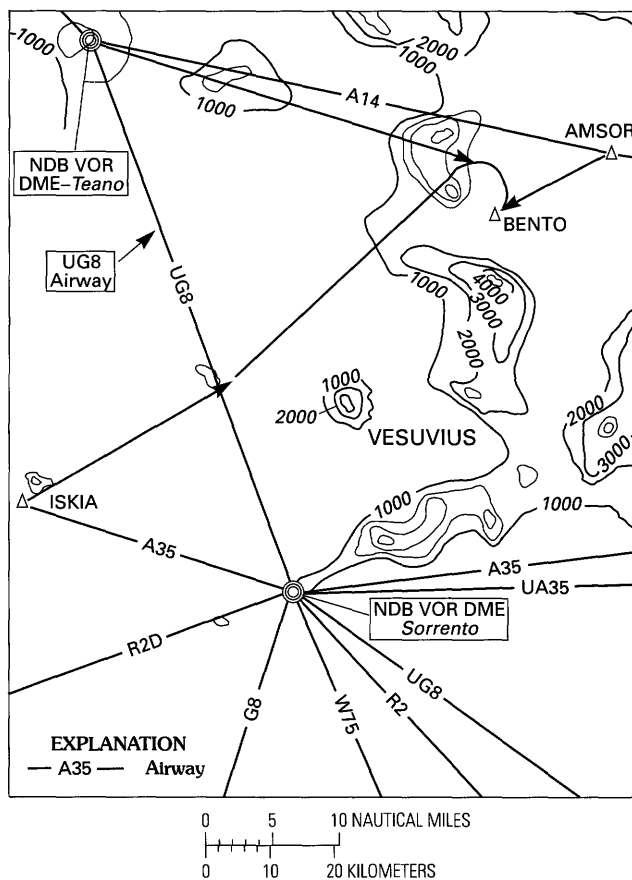 1000
2000
1000
1000
A14
AMSOR
NDB VOR
DME–Teano
BENTO
UG8
Airway
UG8
1000
4000
3000
2000
1000
2000
VESUVIUS
2000
3000
ISKIA
1000
1000
A35
A35
UA35
NDB VOR DME
Sorrento
R2D
G8
W75
R2
UG8
EXPLANATION
— A35 — Airway
0 5 10 NAUTICAL MILES
0 10 20 KILOMETERS